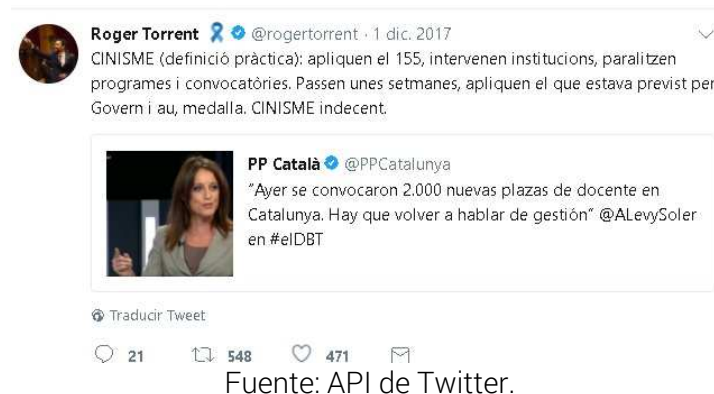 Roger Torrent @rogertorrent · 1 dic. 2017
CINISME (definició pràctica): apliquen el 155, intervenen institucions, paralitzen
programes i convocatòries. Passen unes setmanes, apliquen el que estava previst per
Govern i au, medalla. CINISME indecent.
PP Català @PPCatalunya
"Ayer se convocaron 2.000 nuevas plazas de docente en
Catalunya. Hay que volver a hablar de gestión" @ALevySoler
en #elDBT
Traducir Tweet
21 548 471
Fuente: API de Twitter.